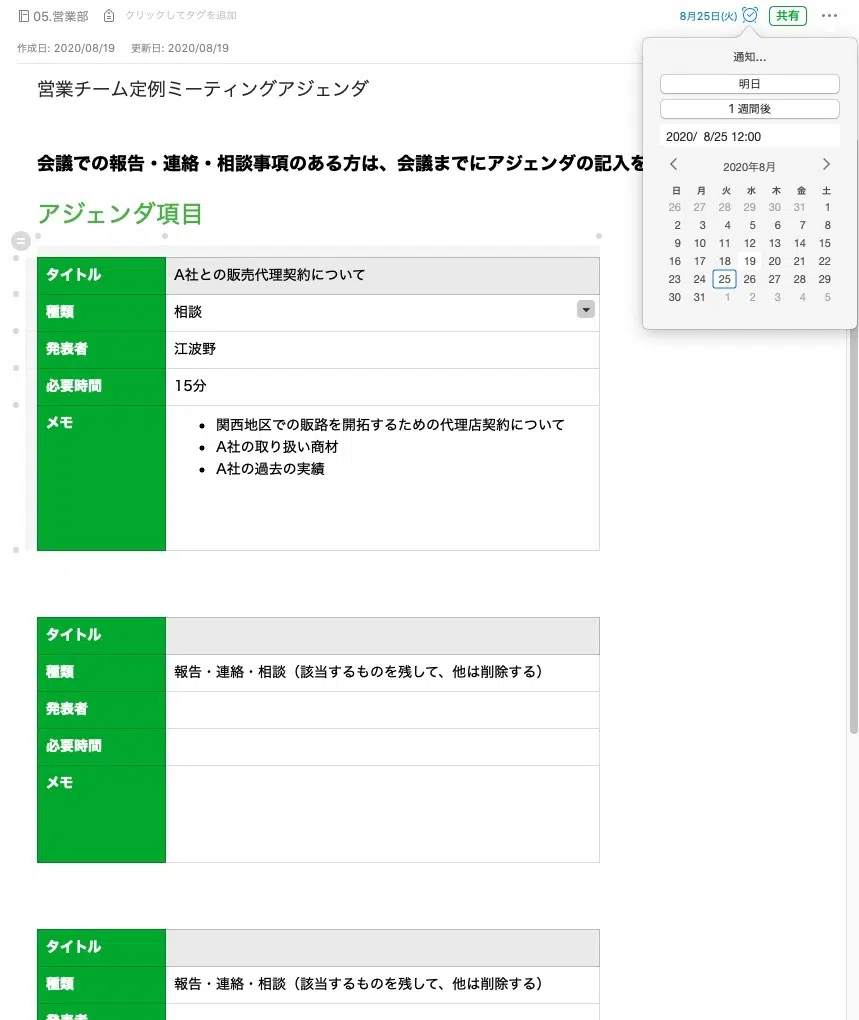 05.営業部 クリックしてタグを追加 8月25日(火) 共有
作成日: 2020/08/19 更新日: 2020/08/19
営業チーム定例ミーティングアジェンダ
会議での報告・連絡・相談事項のある方は、会議までにアジェンダの記入を
アジェンダ項目
タイトル A社との販売代理契約について
種類 相談
発表者 江波野
必要時間 15分
メモ
• 関西地区での販路を開拓するための代理店契約について
• A社の取り扱い商材
• A社の過去の実績
タイトル
種類 報告・連絡・相談（該当するものを残して、他は削除する）
発表者
必要時間
メモ
タイトル
種類 報告・連絡・相談（該当するものを残して、他は削除する）
発表者
通知...
明日
1 週間後
2020/ 8/25 12:00
2020年8月
日 月 火 水 木 金 土
26 27 28 29 30 31 1
2 3 4 5 6 7 8
9 10 11 12 13 14 15
16 17 18 19 20 21 22
23 24 25 26 27 28 29
30 31 1 2 3 4 5